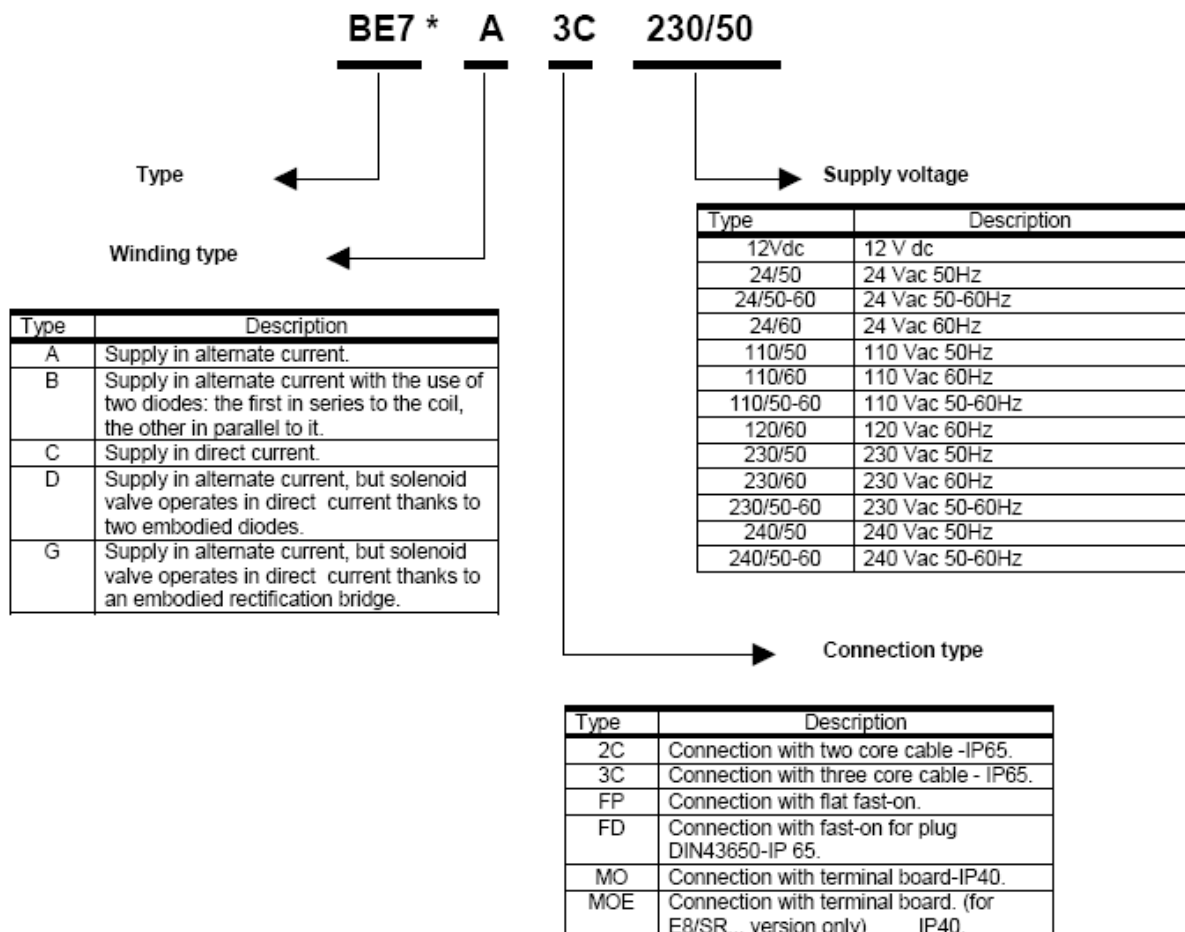 BE7 * A 3C 230/50
Type
Supply voltage
Winding type
Type Description
A Supply in alternate current.
B Supply in alternate current with the use of
two diodes: the first in series to the coil,
the other in parallel to it.
C Supply in direct current.
D Supply in alternate current, but solenoid
valve operates in direct current thanks to
two embodied diodes.
G Supply in alternate current, but solenoid
valve operates in direct current thanks to
an embodied rectification bridge.
Type Description
12Vdc 12 V dc
24/50 24 Vac 50Hz
24/50-60 24 Vac 50-60Hz
24/60 24 Vac 60Hz
110/50 110 Vac 50Hz
110/60 110 Vac 60Hz
110/50-60 110 Vac 50-60Hz
120/60 120 Vac 60Hz
230/50 230 Vac 50Hz
230/60 230 Vac 60Hz
230/50-60 230 Vac 50-60Hz
240/50 240 Vac 50Hz
240/50-60 240 Vac 50-60Hz
Connection type
Type Description
2C Connection with two core cable -IP65.
3C Connection with three core cable - IP65.
FP Connection with flat fast-on.
FD Connection with fast-on for plug
DIN43650-IP 65.
MO Connection with terminal board-IP40.
MOE Connection with terminal board. (for
E8/SR... version only) IP40.